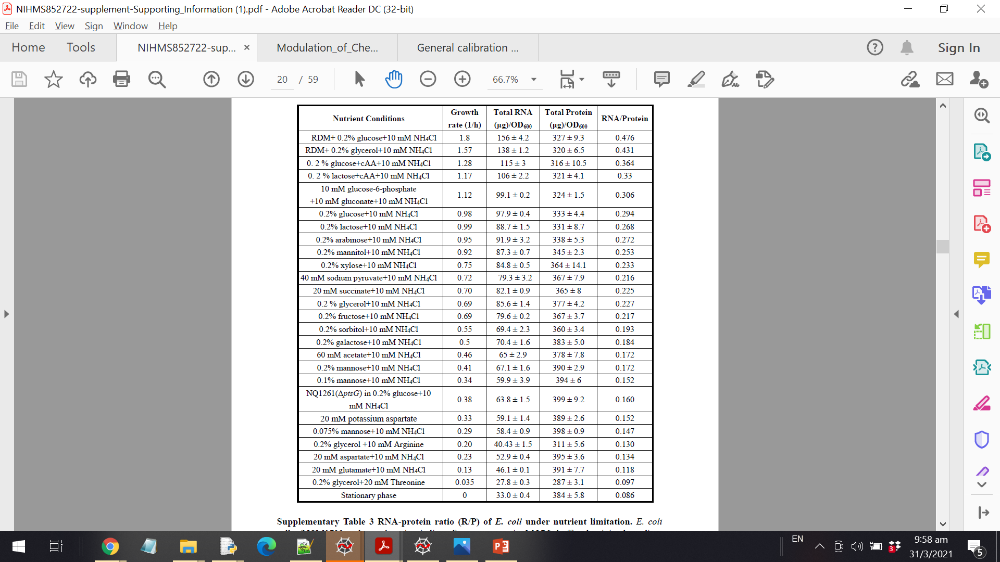 NIHMS852722-supplement-Supporting_Information (1).pdf - Adobe Acrobat Reader DC (32-bit)
File Edit View Sign Window Help
Home Tools NIHMS852722-sup... Modulation_of_Che... General calibration ... Sign In
20 / 59 66.7%
Nutrient Conditions Growth rate (1/h) Total RNA (µg)/OD600 Total Protein (µg)/OD600 RNA/Protein
RDM+ 0.2% glucose+10 mM NH4Cl 1.8 156 ± 4.2 327 ± 9.3 0.476
RDM+ 0.2% glycerol+10 mM NH4Cl 1.57 138 ± 1.2 320 ± 6.5 0.431
0. 2 % glucose+cAA+10 mM NH4Cl 1.28 115 ± 3 316 ± 10.5 0.364
0. 2 % lactose+cAA+10 mM NH4Cl 1.17 106 ± 2.2 321 ± 4.1 0.33
10 mM glucose-6-phosphate
+10 mM gluconate+10 mM NH4Cl 1.12 99.1 ± 0.2 324 ± 1.5 0.306
0.2% glucose+10 mM NH4Cl 0.98 97.9 ± 0.4 333 ± 4.4 0.294
0.2% lactose+10 mM NH4Cl 0.99 88.7 ± 1.5 331 ± 8.7 0.268
0.2% arabinose+10 mM NH4Cl 0.95 91.9 ± 3.2 338 ± 5.3 0.272
0.2% mannitol+10 mM NH4Cl 0.92 87.3 ± 0.7 345 ± 2.3 0.253
0.2% xylose+10 mM NH4Cl 0.75 84.8 ± 0.5 364 ± 14.1 0.233
40 mM sodium pyruvate+10 mM NH4Cl 0.72 79.3 ± 3.2 367 ± 7.9 0.216
20 mM succinate+10 mM NH4Cl 0.70 82.1 ± 0.9 365 ± 8 0.225
0.2 % glycerol+10 mM NH4Cl 0.69 85.6 ± 1.4 377 ± 4.2 0.227
0.2% fructose+10 mM NH4Cl 0.69 79.6 ± 0.2 367 ± 3.7 0.217
0.2% sorbitol+10 mM NH4Cl 0.55 69.4 ± 2.3 360 ± 3.4 0.193
0.2% galactose+10 mM NH4Cl 0.5 70.4 ± 1.6 383 ± 5.0 0.184
60 mM acetate+10 mM NH4Cl 0.46 65 ± 2.9 378 ± 7.8 0.172
0.2% mannose+10 mM NH4Cl 0.41 67.1 ± 1.6 390 ± 2.9 0.172
0.1% mannose+10 mM NH4Cl 0.34 59.9 ± 3.9 394 ± 6 0.152
NQ1261(ΔptsG) in 0.2% glucose+10
mM NH4Cl 0.38 63.8 ± 1.5 399 ± 9.2 0.160
20 mM potassium aspartate 0.33 59.1 ± 1.4 389 ± 2.6 0.152
0.075% mannose+10 mM NH4Cl 0.29 58.4 ± 0.9 398 ± 0.9 0.147
0.2% glycerol +10 mM Arginine 0.20 40.43 ± 1.5 311 ± 5.6 0.130
20 mM aspartate+10 mM NH4Cl 0.23 52.9 ± 0.4 395 ± 3.6 0.134
20 mM glutamate+10 mM NH4Cl 0.13 46.1 ± 0.1 391 ± 7.7 0.118
0.2% glycerol+20 mM Threonine 0.035 27.8 ± 0.3 287 ± 3.1 0.097
Stationary phase 0 33.0 ± 0.4 384 ± 5.8 0.086
Supplementary Table 3 RNA-protein ratio (R/P) of E. coli under nutrient limitation. E. coli
EN 3 9:58 am
31/3/2021 5